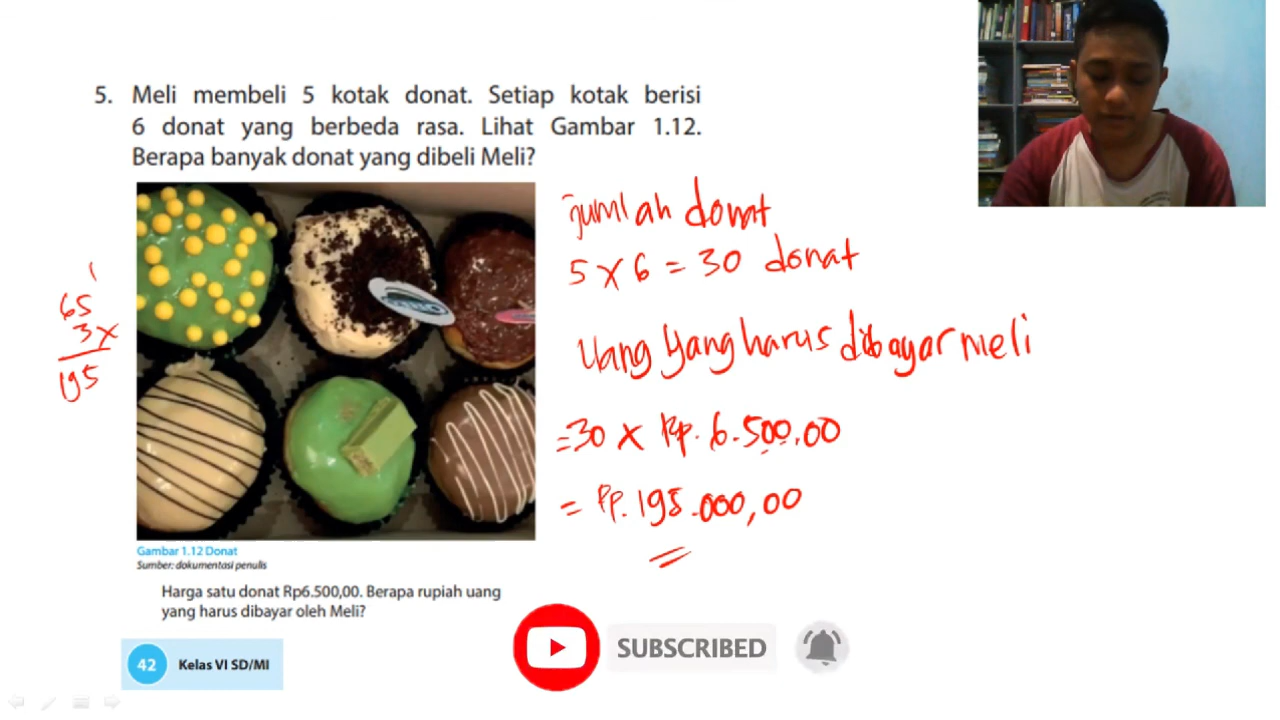 5. Meli membeli 5 kotak donat. Setiap kotak berisi
6 donat yang berbeda rasa. Lihat Gambar 1.12.
Berapa banyak donat yang dibeli Meli?
jumlah donat
5 x 6 = 30 donat
1
65
3x
195
Uang yang harus dibayar meli
=30 x Rp. 6.500,00
= Rp. 195.000,00
Gambar 1.12 Donat
Sumber: dokumentasi penulis
Harga satu donat Rp6.500,00. Berapa rupiah uang
yang harus dibayar oleh Meli?
42 Kelas VI SD/MI
SUBSCRIBED